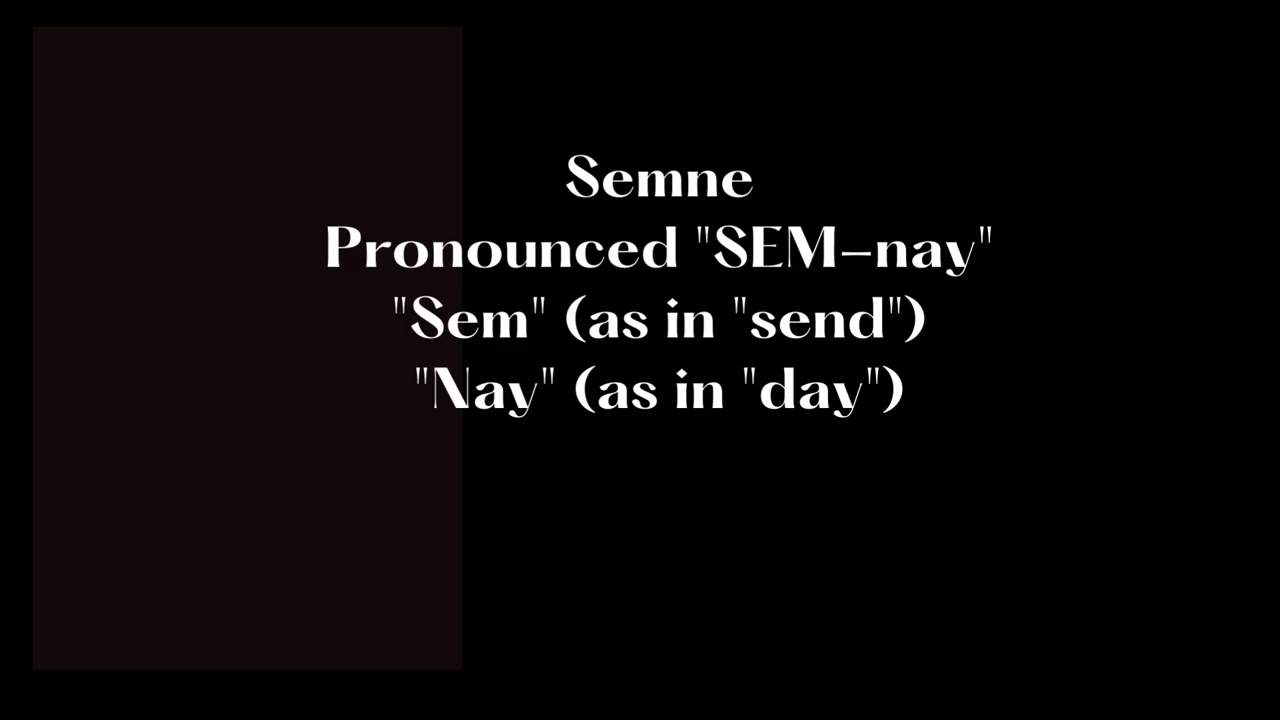 Semne
Pronounced "SEM-nay"
"Sem" (as in "send")
"Nay" (as in "day")